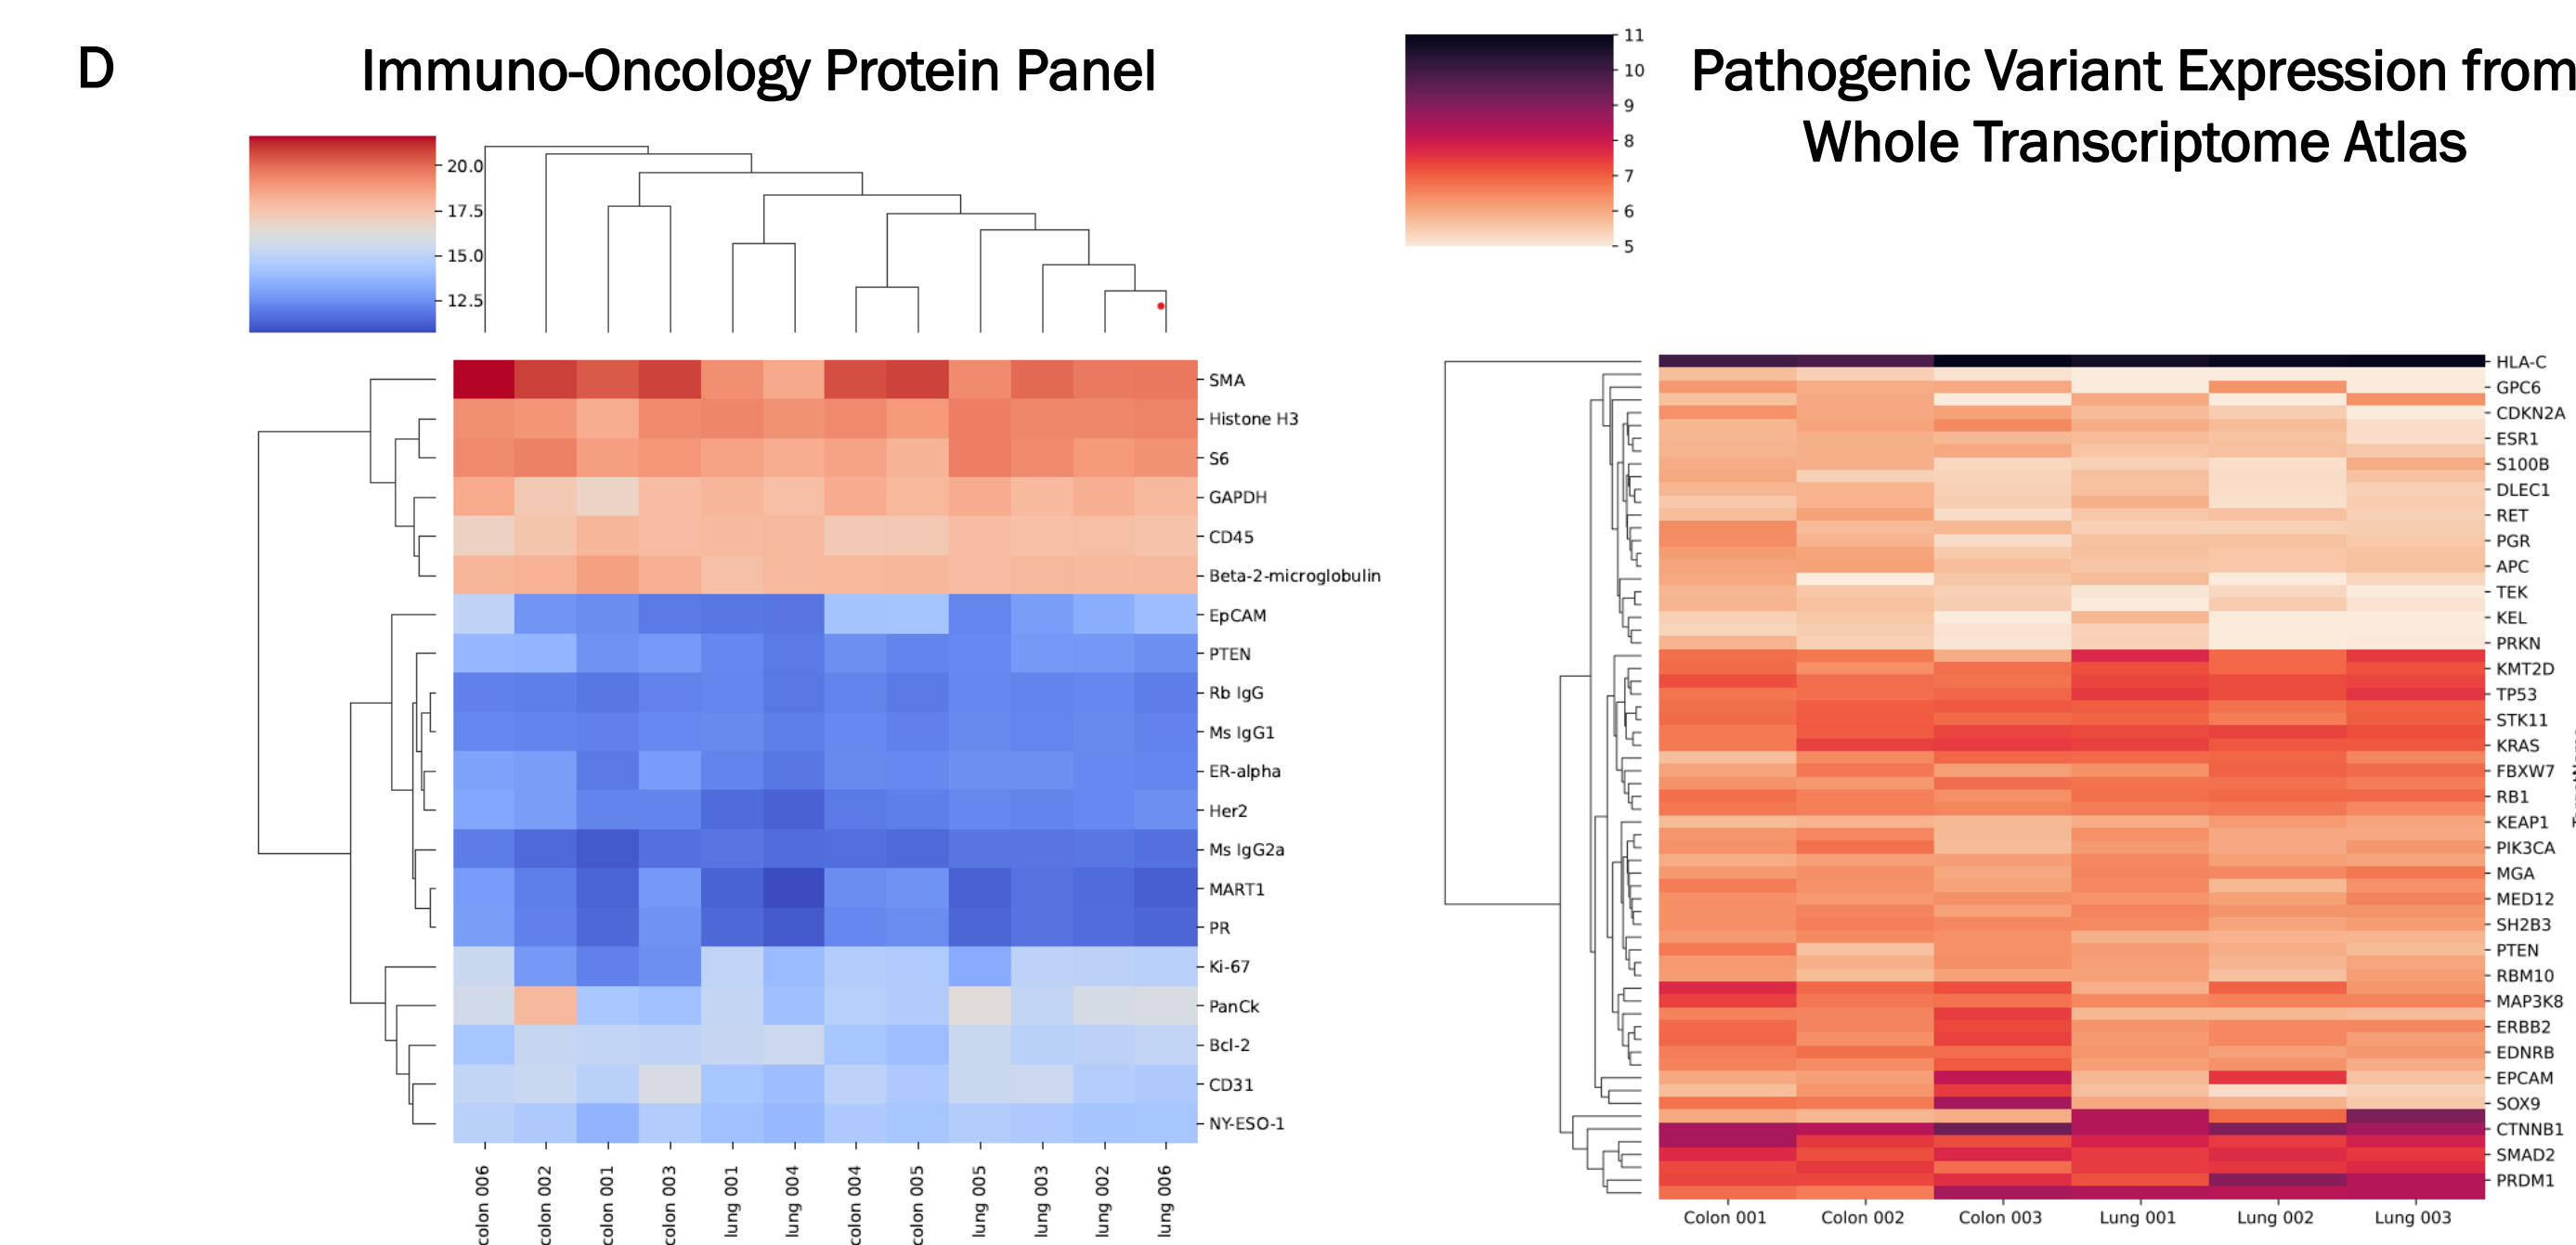 D
Immuno-Oncology Protein Panel
20.0
17.5
15.0
12.5
SMA
Histone H3
S6
GAPDH
CD45
Beta-2-microglobulin
EpCAM
PTEN
Rb IgG
Ms IgG1
ER-alpha
Her2
Ms IgG2a
MART1
PR
Ki-67
PanCk
Bcl-2
CD31
NY-ESO-1
colon 006
colon 002
colon 001
colon 003
lung 001
lung 004
colon 004
colon 005
lung 005
lung 003
lung 002
lung 006
11
10
9
8
7
6
5
Pathogenic Variant Expression from
Whole Transcriptome Atlas
HLA-C
GPC6
CDKN2A
ESR1
S100B
DLEC1
RET
PGR
APC
TEK
KEL
PRKN
KMT2D
TP53
STK11
KRAS
FBXW7
RB1
KEAP1
PIK3CA
MGA
MED12
SH2B3
PTEN
RBM10
MAP3K8
ERBB2
EDNRB
EPCAM
SOX9
CTNNB1
SMAD2
PRDM1
Colon 001
Colon 002
Colon 003
Lung 001
Lung 002
Lung 003